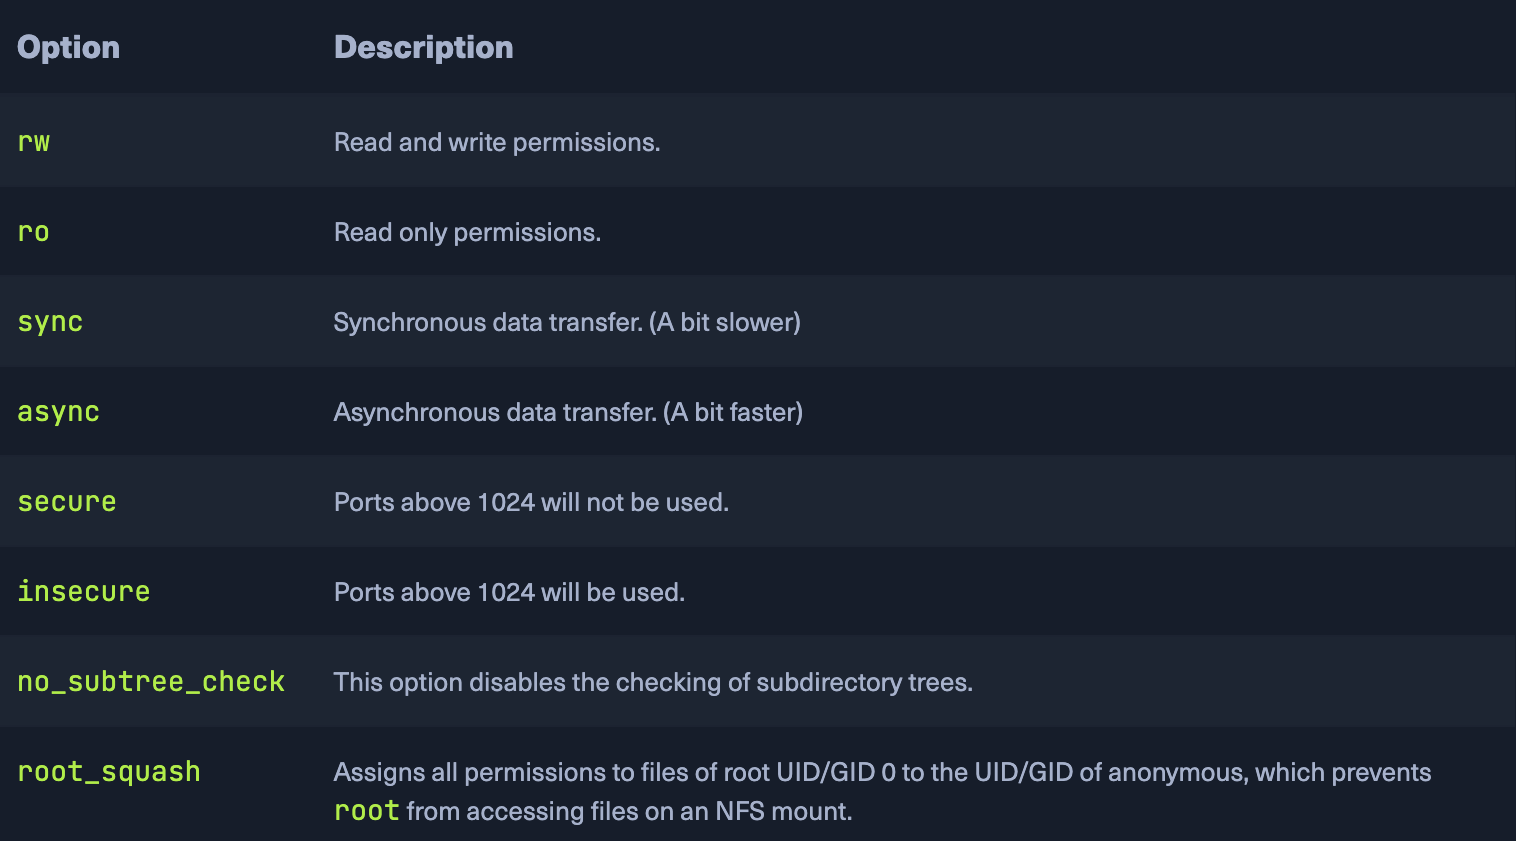 Option Description
rw Read and write permissions.
ro Read only permissions.
sync Synchronous data transfer. (A bit slower)
async Asynchronous data transfer. (A bit faster)
secure Ports above 1024 will not be used.
insecure Ports above 1024 will be used.
no_subtree_check This option disables the checking of subdirectory trees.
root_squash Assigns all permissions to files of root UID/GID 0 to the UID/GID of anonymous, which prevents
root from accessing files on an NFS mount.